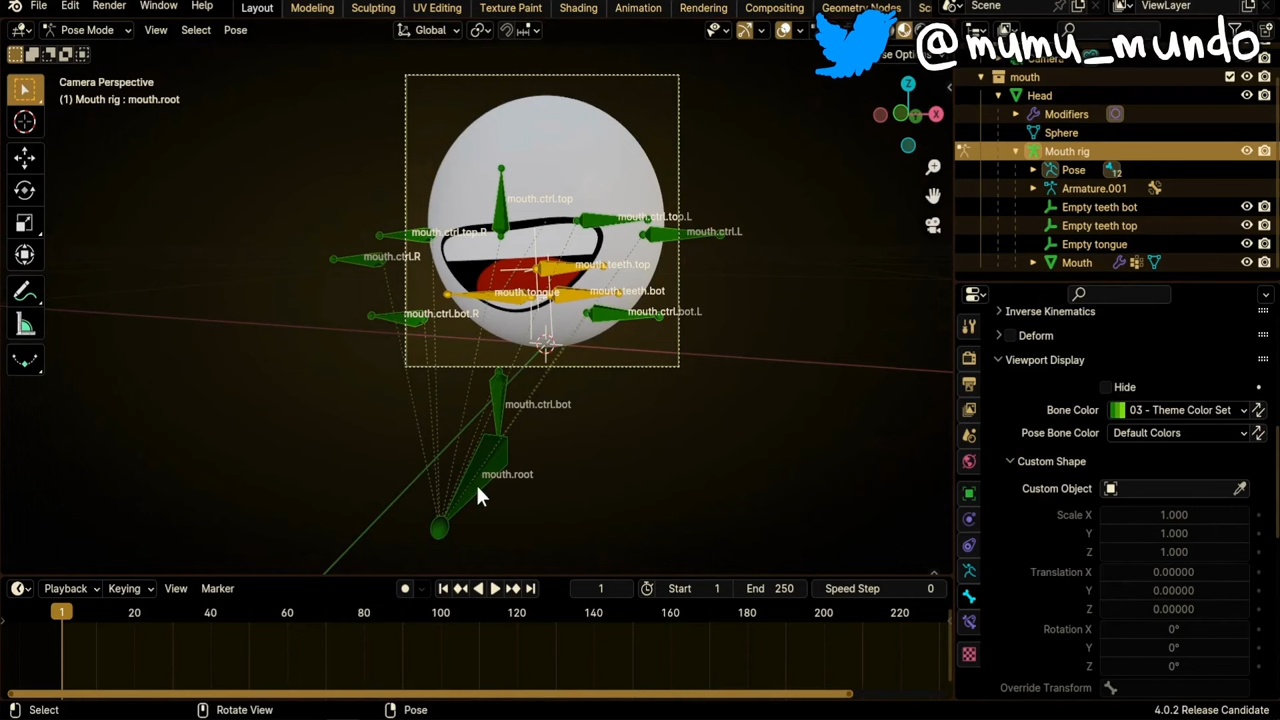 File Edit Render Window Help Layout Modeling Sculpting UV Editing Texture Paint Shading Animation Rendering Compositing Geometry Nodes Sc Scene ViewLayer
Pose Mode View Select Pose Global
@mumu_mundo
Camera Perspective
(1) Mouth rig : mouth.root
Z
X
mouth
Head
Modifiers
Sphere
Mouth rig
Pose 12
Armature.001
Empty teeth bot
Empty teeth top
Empty tongue
Mouth
mouth.ctrl.top
mouth.ctrl.top.L
mouth.ctrl.top.R
mouth.ctrl.L
mouth.ctrl.R
mouth.teeth.top
mouth.tongue
mouth.teeth.bot
mouth.ctrl.bot.R
mouth.ctrl.bot.L
mouth.ctrl.bot
mouth.root
Inverse Kinematics
Deform
Viewport Display
Hide
Bone Color 03 - Theme Color Set
Pose Bone Color Default Colors
Custom Shape
Custom Object
Scale X 1.000
Y 1.000
Z 1.000
Translation X 0.00000
Y 0.00000
Z 0.00000
Rotation X 0°
Y 0°
Z 0°
Override Transform
Playback Keying View Marker 1 Start 1 End 250 Speed Step 0
1 20 40 60 80 100 120 140 160 180 200 220
Select Rotate View Pose 4.0.2 Release Candidate